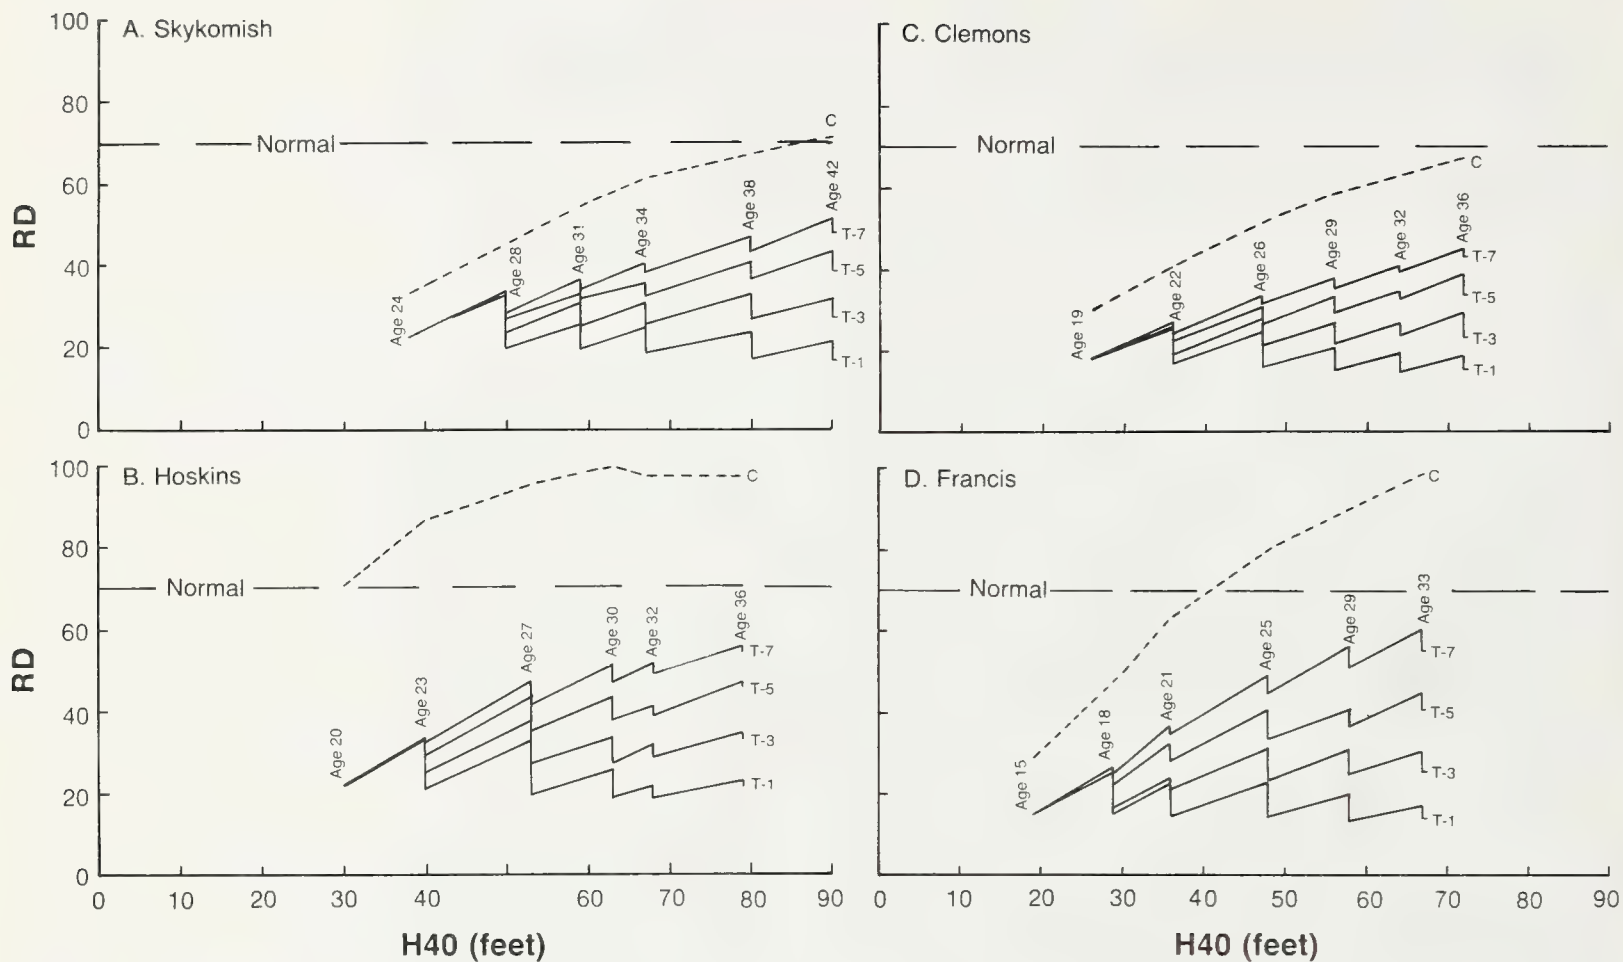 A. Skykomish
RD
100
80
60
40
20
0
Normal
C
Age 24
Age 28
Age 31
Age 34
Age 38
Age 42
T-7
T-5
T-3
T-1
C. Clemons
Normal
C
Age 19
Age 22
Age 26
Age 29
Age 32
Age 36
T-7
T-5
T-3
T-1
B. Hoskins
RD
100
80
60
40
20
0
Normal
C
Age 20
Age 23
Age 27
Age 30
Age 32
Age 36
T-7
T-5
T-3
T-1
0 10 20 30 40 60 70 80 90
H40 (feet)
D. Francis
Normal
C
Age 15
Age 18
Age 21
Age 25
Age 29
Age 33
T-7
T-5
T-3
T-1
0 10 20 30 40 50 60 70 80 90
H40 (feet)